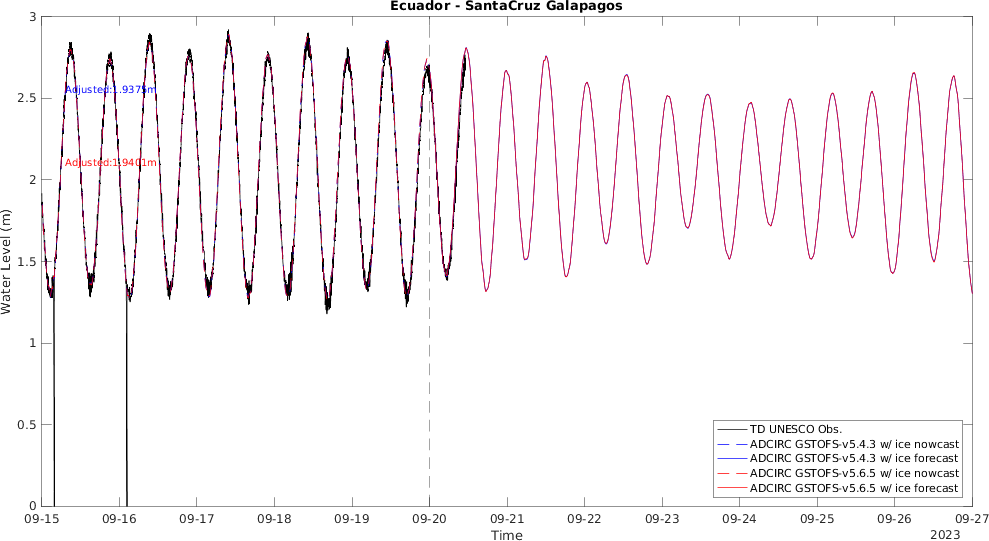 Ecuador - SantaCruz Galapagos
3
2.5
2
1.5
1
0.5
0
Water Level (m)
Adjusted:1.9375m
Adjusted:1.9401m
TD UNESCO Obs.
ADCIRC GSTOFS-v5.4.3 w/ ice nowcast
ADCIRC GSTOFS-v5.4.3 w/ ice forecast
ADCIRC GSTOFS-v5.6.5 w/ ice nowcast
ADCIRC GSTOFS-v5.6.5 w/ ice forecast
09-15 09-16 09-17 09-18 09-19 09-20 09-21 09-22 09-23 09-24 09-25 09-26 09-27
Time
2023